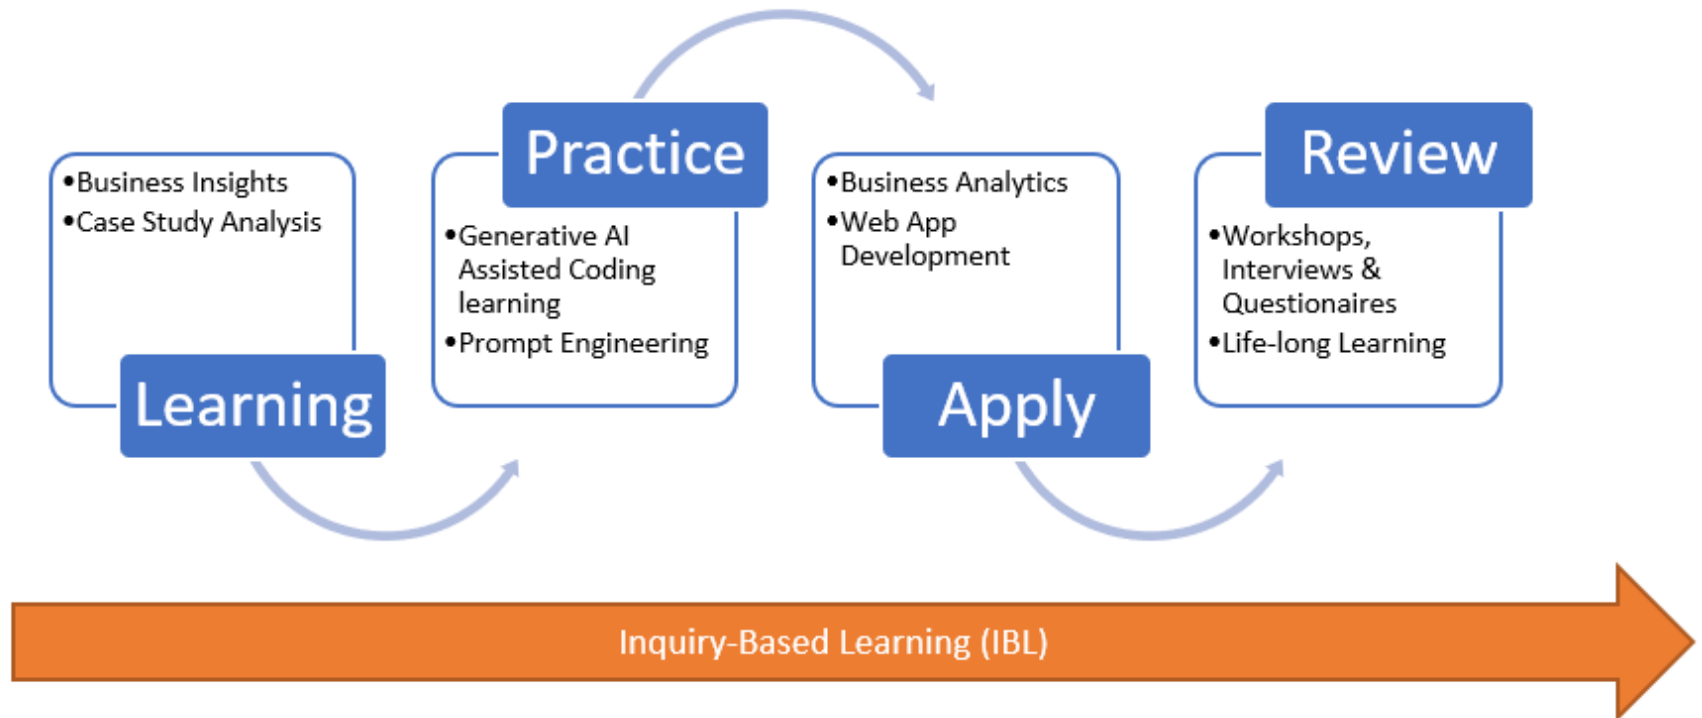 •Business Insights
•Case Study Analysis
Learning
Practice
•Generative AI
Assisted Coding
learning
•Prompt Engineering
•Business Analytics
•Web App
Development
Apply
Review
•Workshops,
Interviews &
Questionaires
•Life-long Learning
Inquiry-Based Learning (IBL)